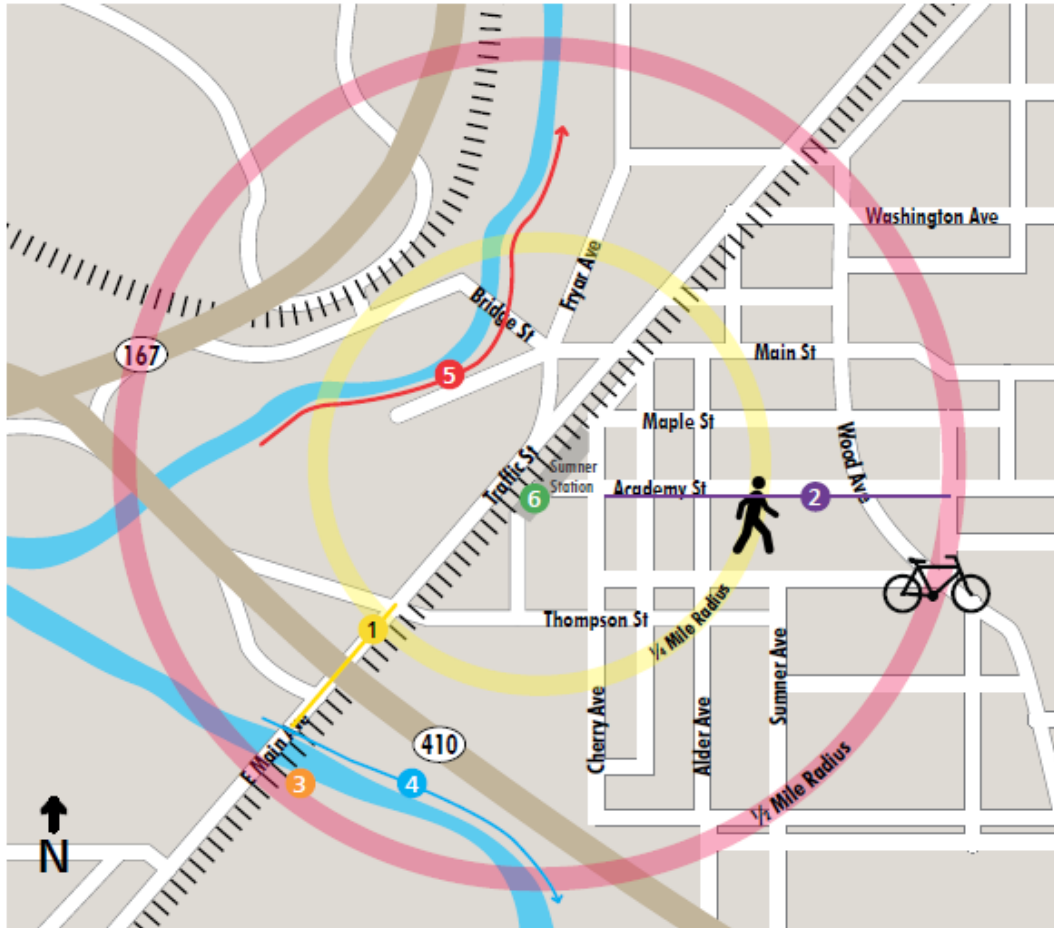 Washington Ave
Fryar Ave
Bridge St
167
Main St
5
Maple St
Wood Ave
Traffic St
Sumner
Station
Academy St
6
2
1
Thompson St
¼ Mile Radius
Sumner Ave
Cherry Ave
Alder Ave
E Main
410
3
4
½ Mile Radius
N